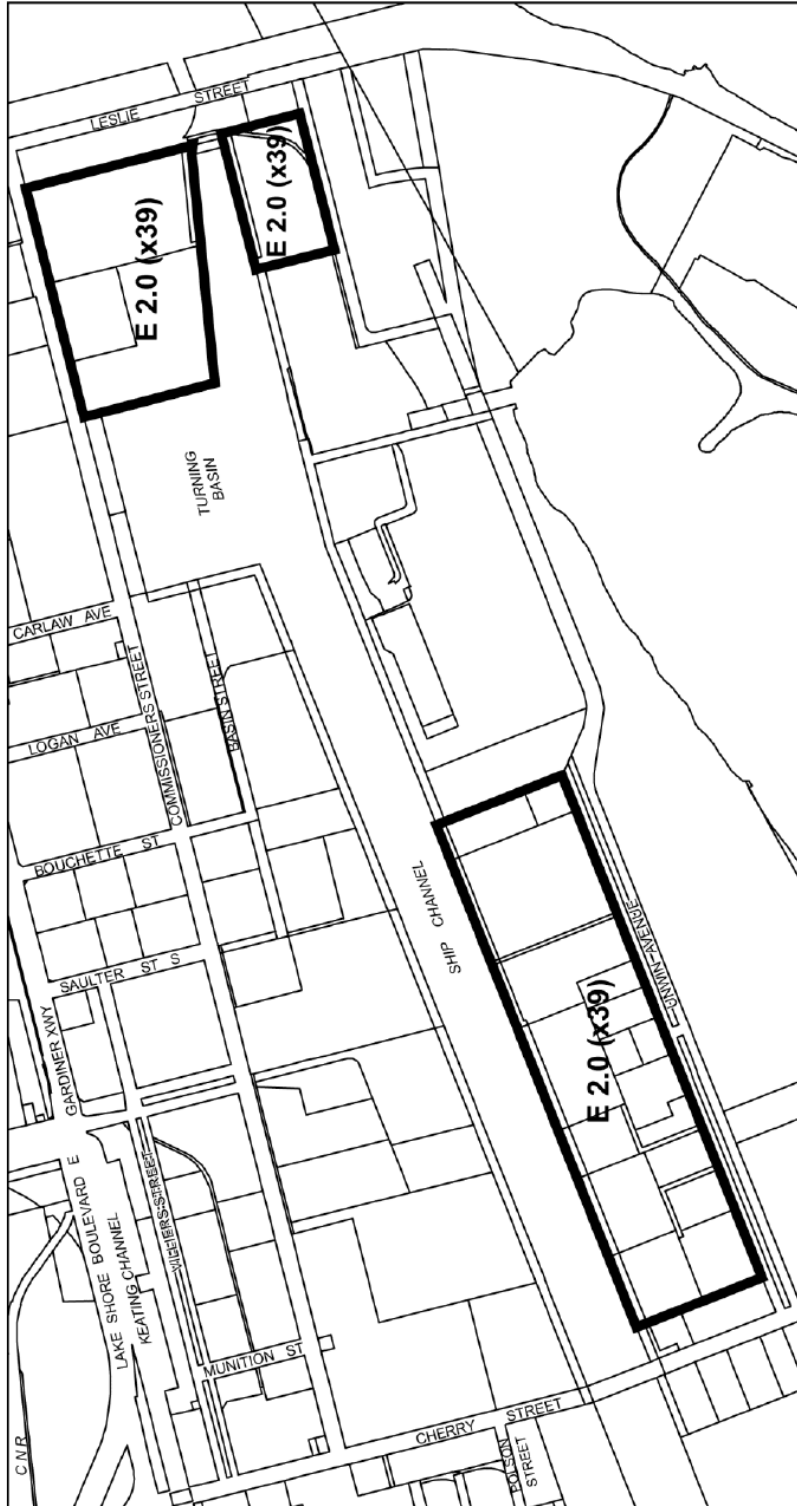 LESLIE STREET
E 2.0 (x39)
E 2.0 (x39)
TURNING
BASIN
CARLAW AVE
LOGAN AVE
COMMISSIONERS STREET
BASIN STREET
BOUCHETTE ST
SAULTER ST S
GARDINER XWY
SHIP CHANNEL
UNWIN AVENUE
E 2.0 (x39)
LAKE SHORE BOULEVARD E
KEATING CHANNEL
VILLIERS STREET
MUNITION ST
CHERRY STREET
POLSON
STREET
CNR